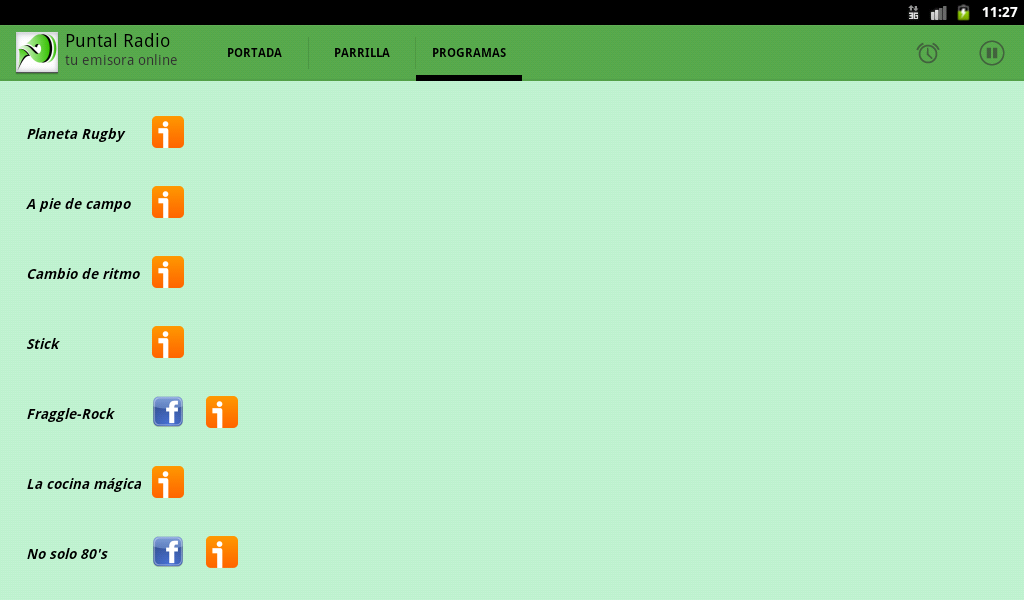 3G
11:27
Puntal Radio
tu emisora online
PORTADA
PARRILLA
PROGRAMAS
Planeta Rugby
A pie de campo
Cambio de ritmo
Stick
Fraggle-Rock
La cocina mágica
No solo 80's